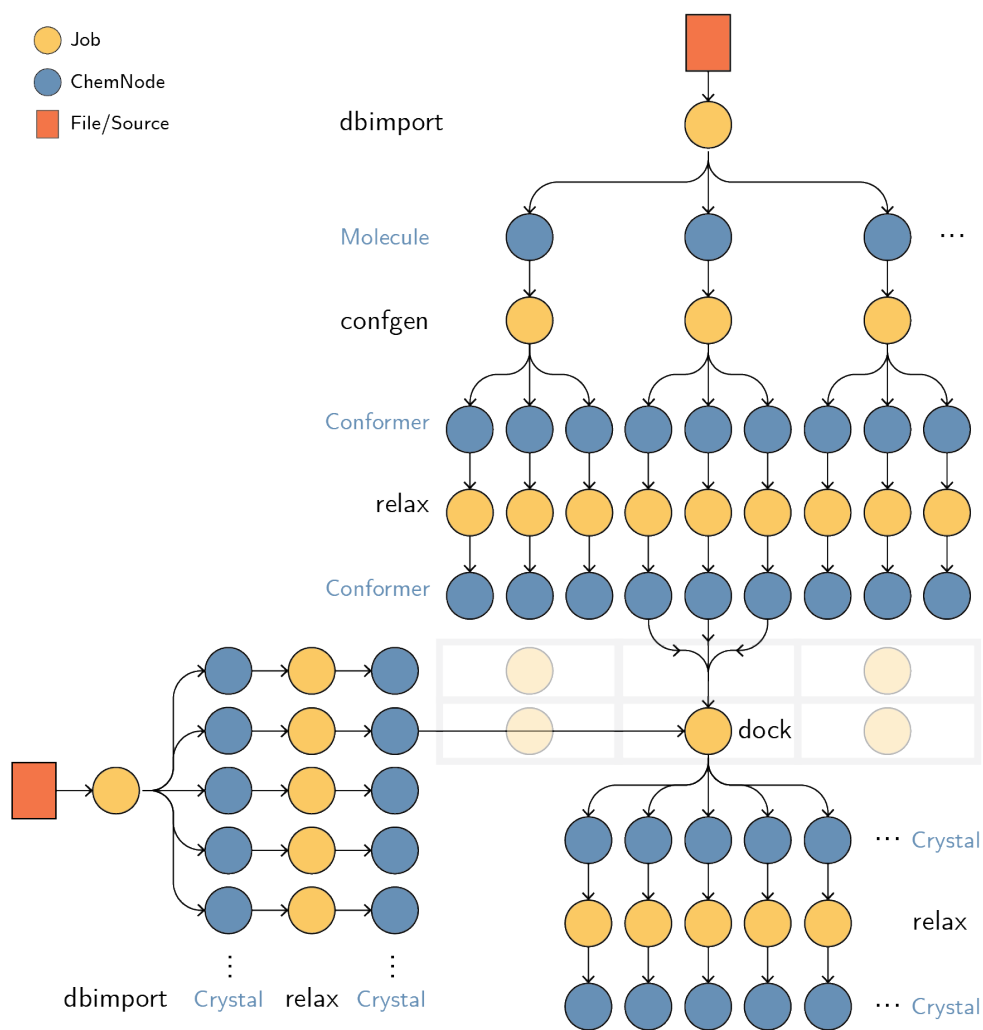 Job
ChemNode
File/Source
dbimport
Molecule
...
confgen
Conformer
relax
Conformer
dock
... Crystal
relax
... Crystal
dbimport Crystal relax Crystal